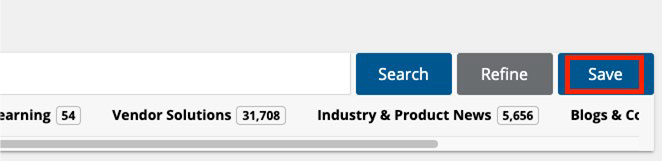 Search Refine Save
earning 54 Vendor Solutions 31,708 Industry & Product News 5,656 Blogs & Co